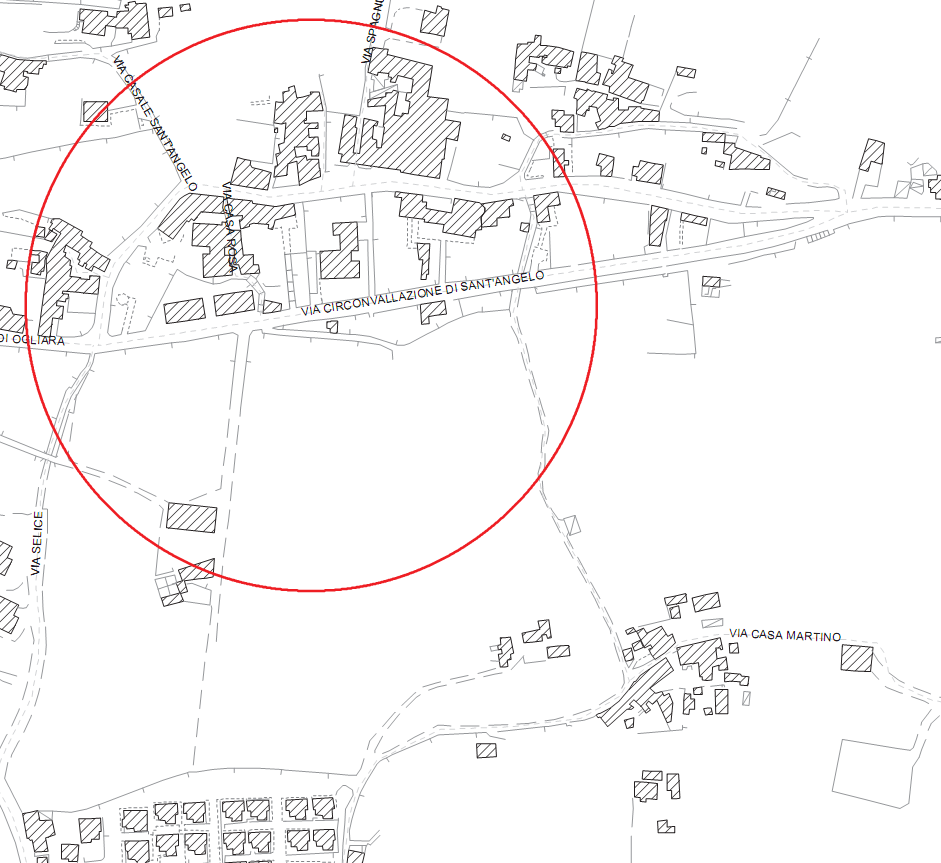 VIA SPAGN
VIA CASALE SANT'ANGELO
VIA CASA ROSA
VIA CIRCONVALLAZIONE DI SANT'ANGELO
DI OGLIARA
VIA SELICE
VIA CASA MARTINO